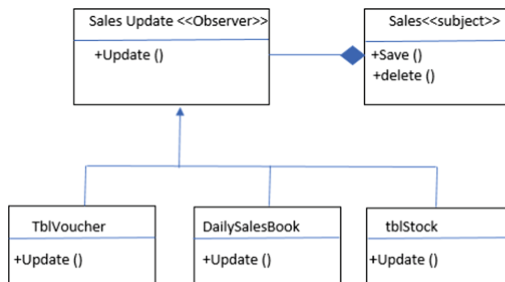 Sales Update <<Observer>>
+Update ()
Sales<<subject>>
+Save ()
+delete ()
TblVoucher
+Update ()
DailySalesBook
+Update ()
tblStock
+Update ()